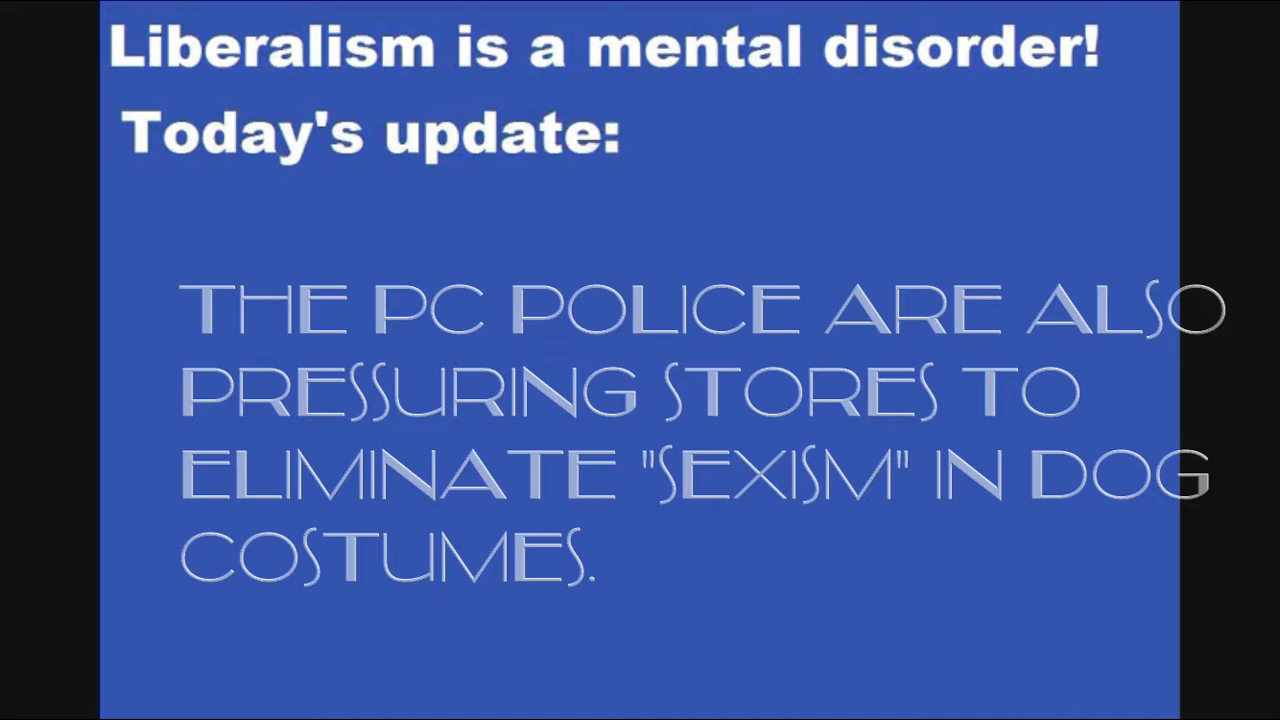 Liberalism is a mental disorder!
Today's update:
THE PC POLICE ARE ALSO
PRESSURING STORES TO
ELIMINATE "SEXISM" IN DOG
COSTUMES.